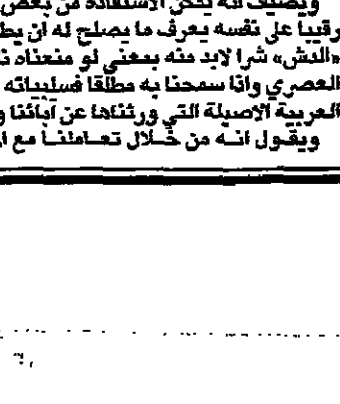 ويضيف انه يمكن الاستفادة من بعض
رقيباً على نفسه يعرف ما يصلح له ان يط
«الدش» شرا لابد منه بمعنى لو منعناه ن
العصري واذا سمحنا به مطلقا فسلبياته
العربية الاصيلة التي ورثناها عن ابائنا و
ويقول انه من خلال تعاملنا مع ا